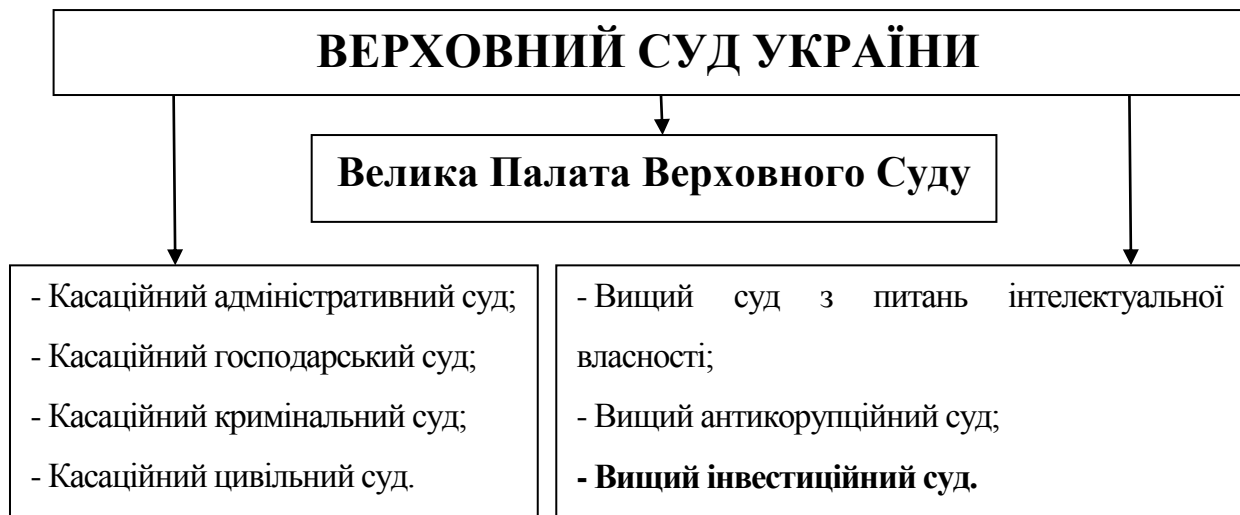 ВЕРХОВНИЙ СУД УКРАЇНИ
Велика Палата Верховного Суду
- Касаційний адміністративний суд;
- Касаційний господарський суд;
- Касаційний кримінальний суд;
- Касаційний цивільний суд.
- Вищий суд з питань інтелектуальної
власності;
- Вищий антикорупційний суд;
- Вищий інвестиційний суд.